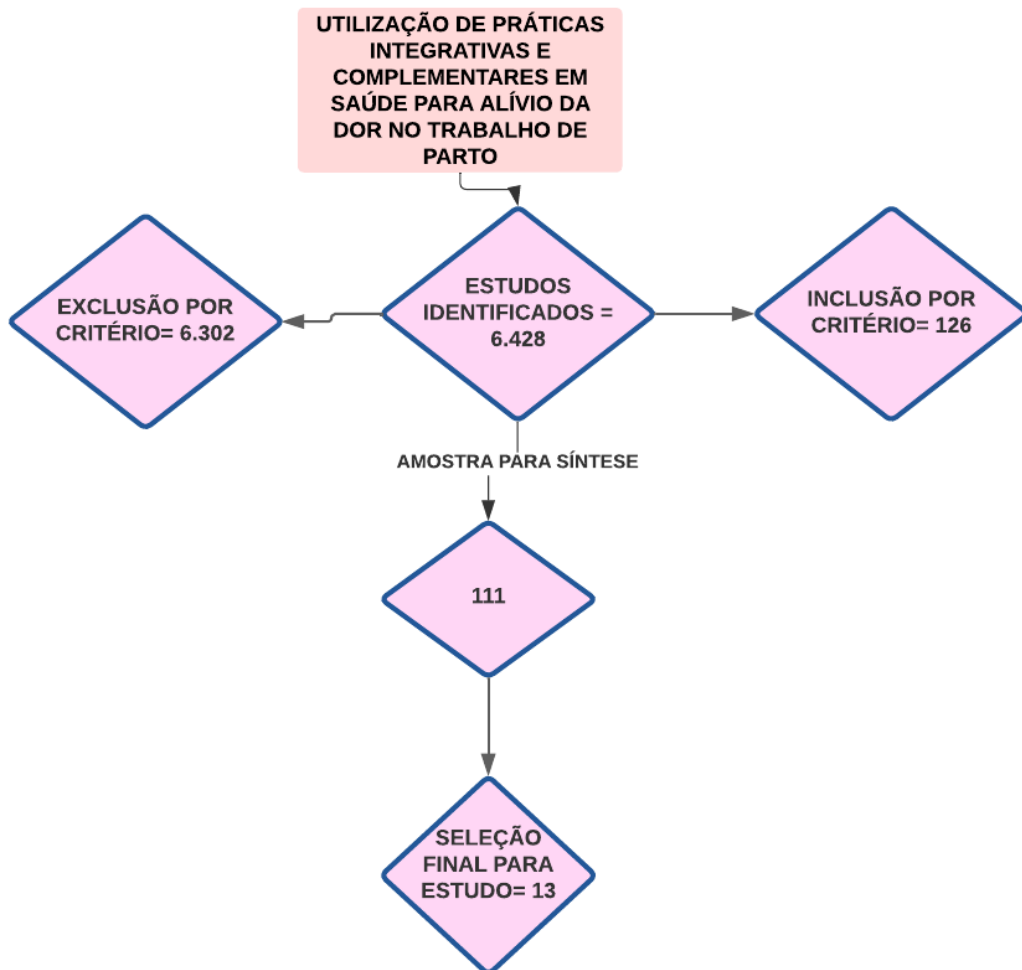 UTILIZAÇÃO DE PRÁTICAS
INTEGRATIVAS E
COMPLEMENTARES EM
SAÚDE PARA ALÍVIO DA
DOR NO TRABALHO DE
PARTO
EXCLUSÃO POR
CRITÉRIO= 6.302
ESTUDOS
IDENTIFICADOS =
6.428
INCLUSÃO POR
CRITÉRIO= 126
AMOSTRA PARA SÍNTESE
111
SELEÇÃO
FINAL PARA
ESTUDO= 13